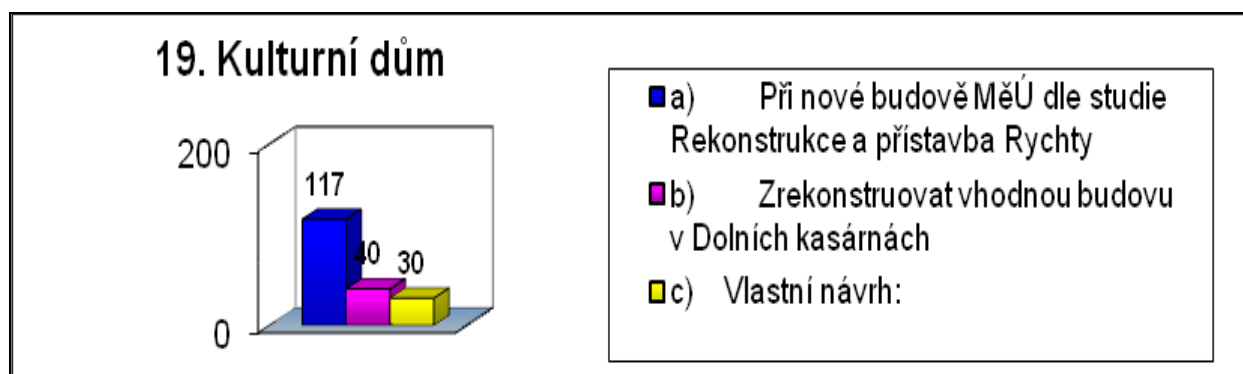 19. Kulturní dům
200
117
40
30
0
a) Při nové budově MěÚ dle studie
Rekonstrukce a přístavba Rychty
b) Zrekonstruovat vhodnou budovu
v Dolních kasárnách
c) Vlastní návrh: